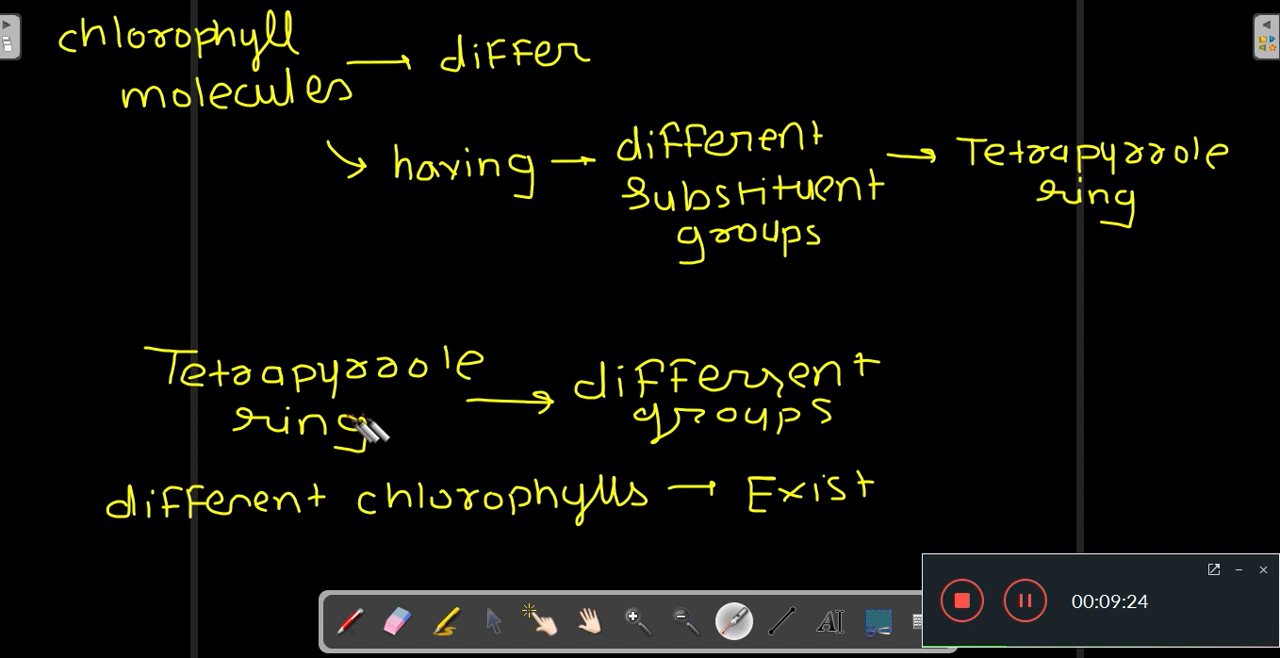 chlorophyll → differ
molecules
↘ having → different → Tetrapyrrole
substituent ring
groups
Tetrapyrrole → different
ring groups
different chlorophylls → Exist
AI
00:09:24